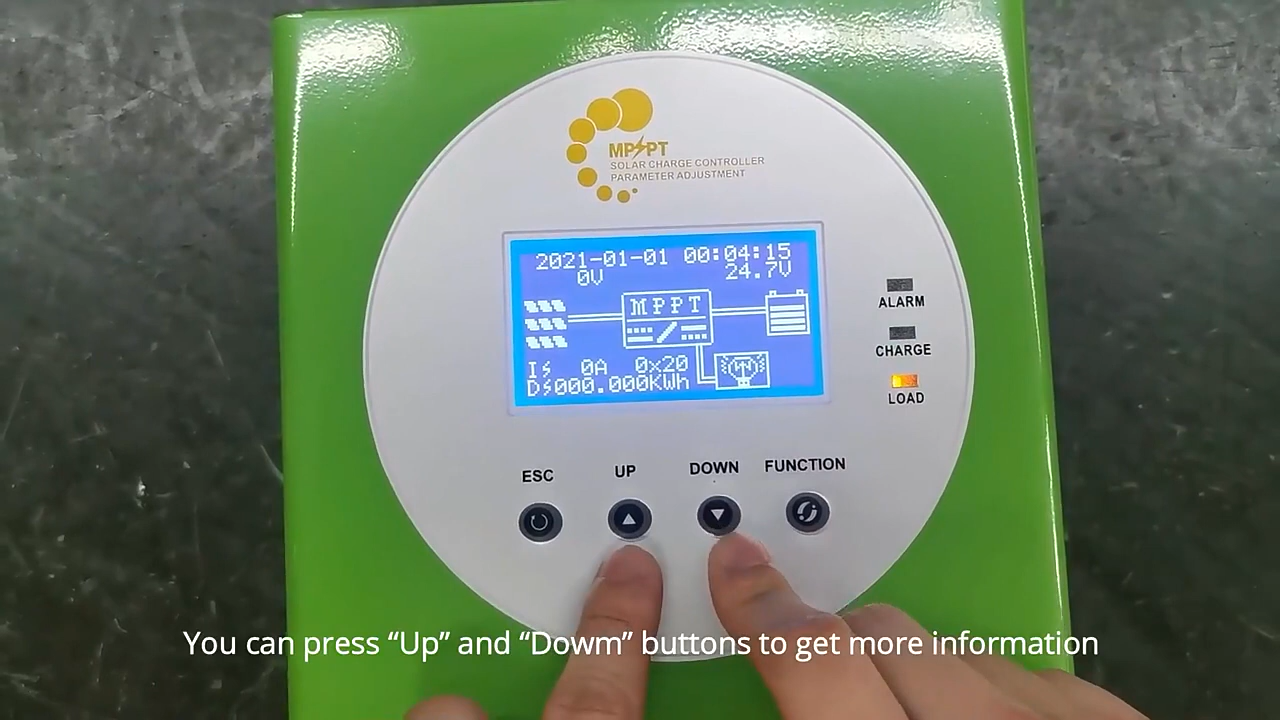 MPPT
SOLAR CHARGE CONTROLLER
PARAMETER ADJUSTMENT
2021-01-01 00:04:15
0V 24.7V
MPPT
I⚡ 0A 0x20
D⚡000.000KWh
ALARM
CHARGE
LOAD
ESC UP DOWN FUNCTION
You can press “Up” and “Dowm” buttons to get more information